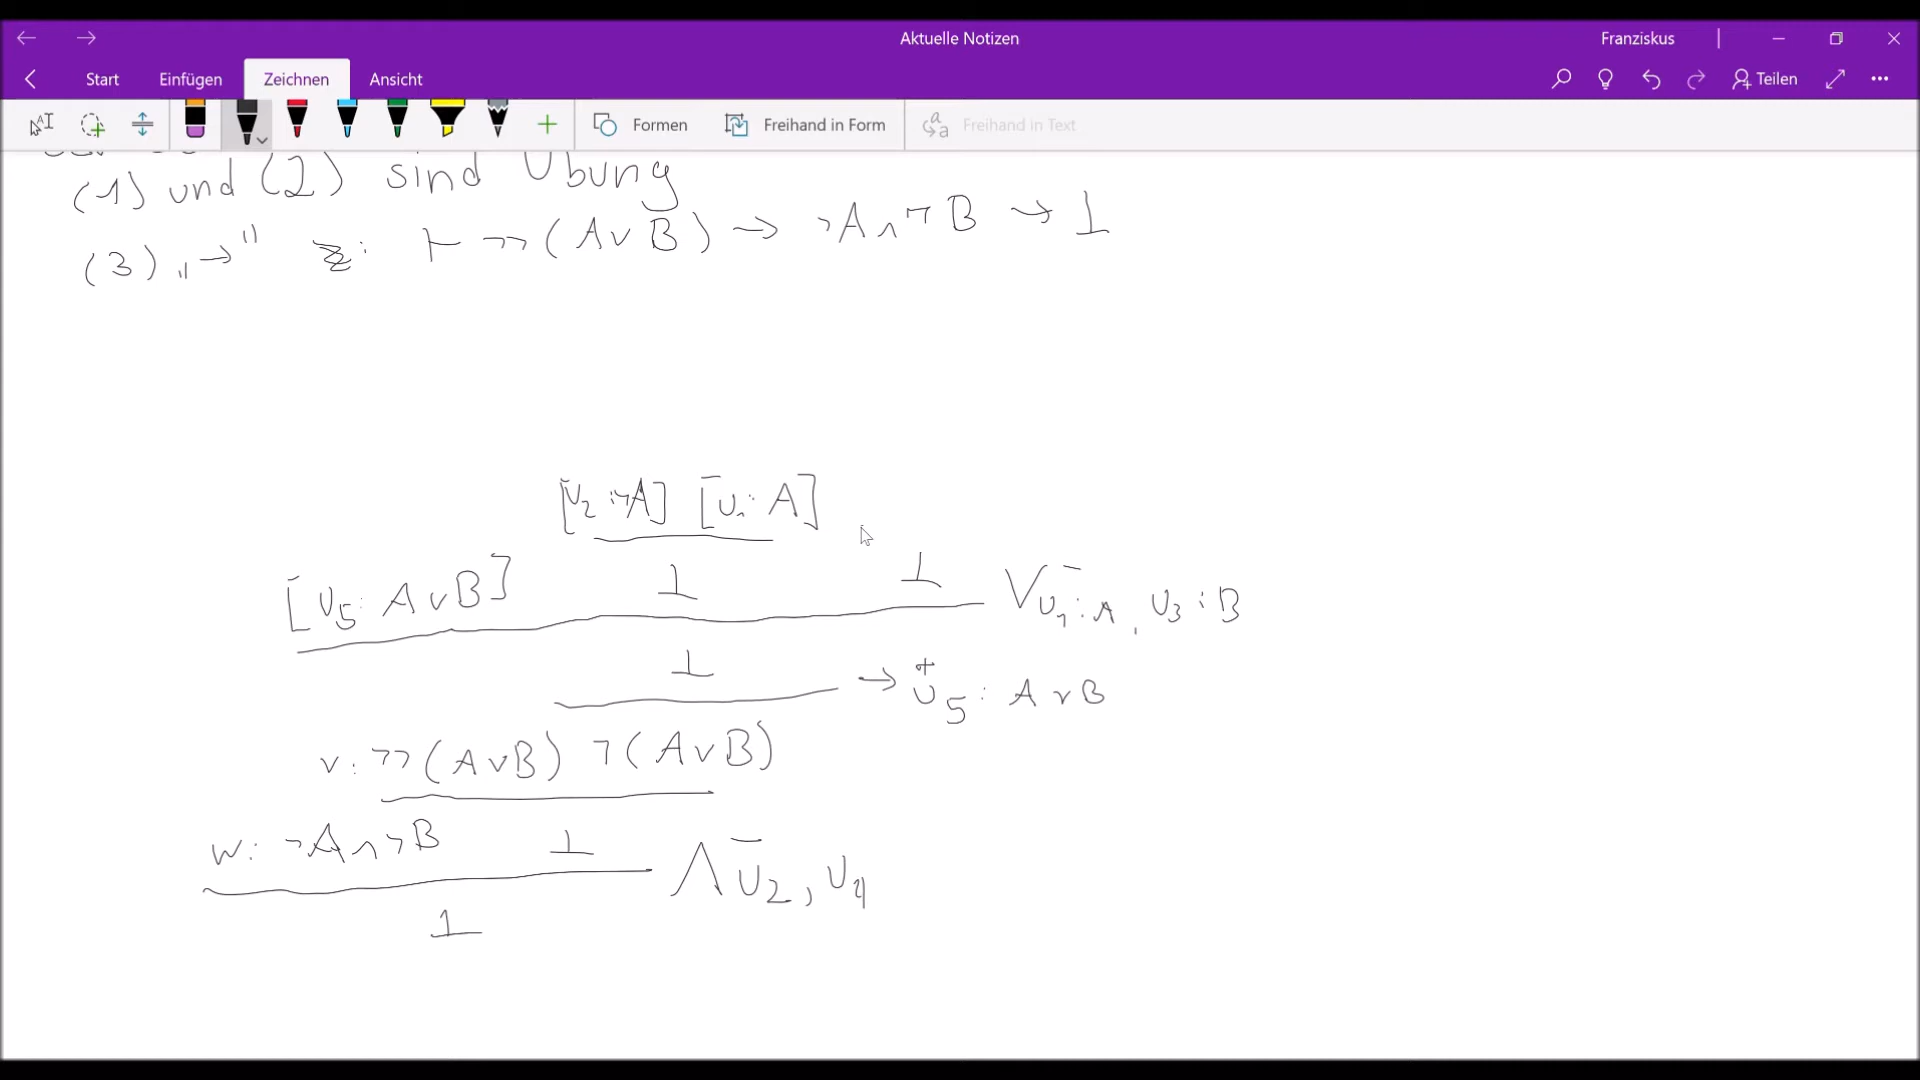 Aktuelle Notizen
Franziskus
Start Einfügen Zeichnen Ansicht
Teilen
Formen Freihand in Form Freihand in Text
(1) und (2) sind Übung
(3) „→" Z: ⊢ ¬¬(A∨B) → ¬A∧¬B → ⊥
[u₂:¬A] [u₁: A]
[u₅: A∨B] ⊥ ⊥ ∨⁻ u₁:A, u₃:B
⊥ →⁺ u₅: A∨B
v: ¬¬(A∨B) ¬(A∨B)
w: ¬A∧¬B ⊥ ∧⁻ u₂, u₄
⊥